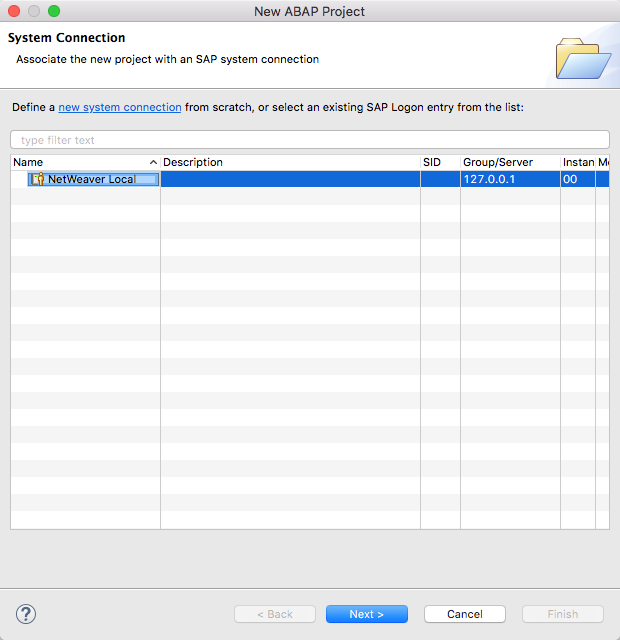 New ABAP Project
System Connection
Associate the new project with an SAP system connection
Define a new system connection from scratch, or select an existing SAP Logon entry from the list:
type filter text
Name Description SID Group/Server Instan Me
NetWeaver Local 127.0.0.1 00
? < Back Next > Cancel Finish